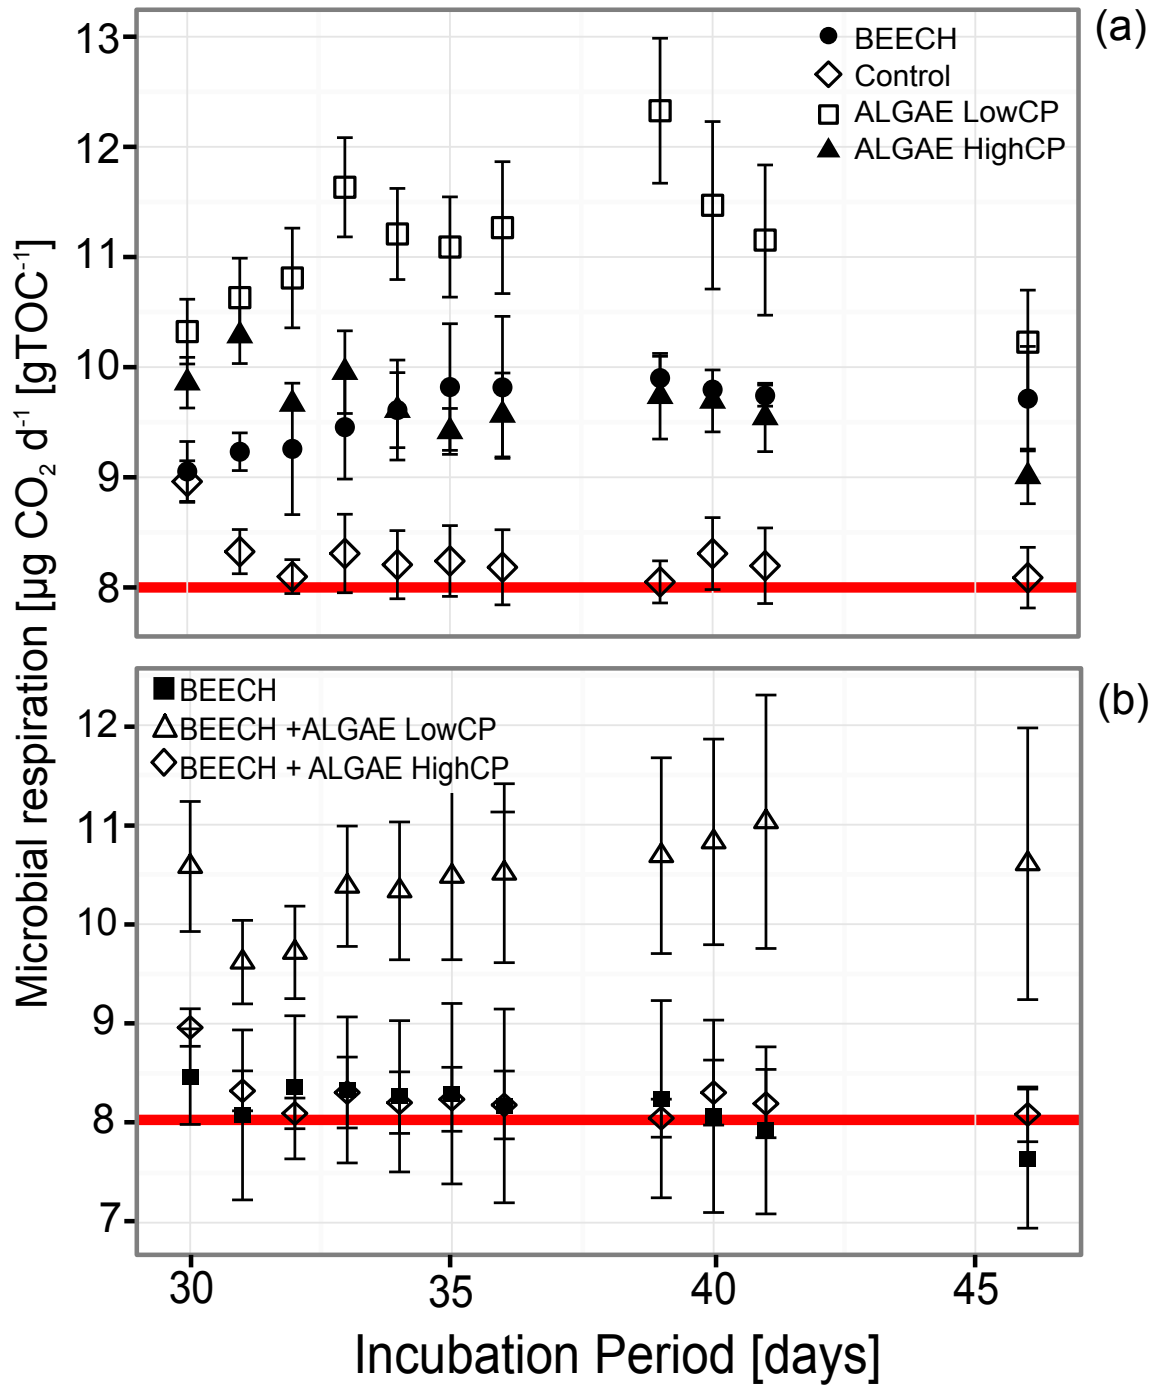 (a)
BEECH
Control
ALGAE LowCP
ALGAE HighCP
13
12
11
10
9
8
Microbial respiration [µg CO₂ d⁻¹ [gTOC⁻¹]
(b)
BEECH
BEECH +ALGAE LowCP
BEECH + ALGAE HighCP
12
11
10
9
8
7
30 35 40 45
Incubation Period [days]